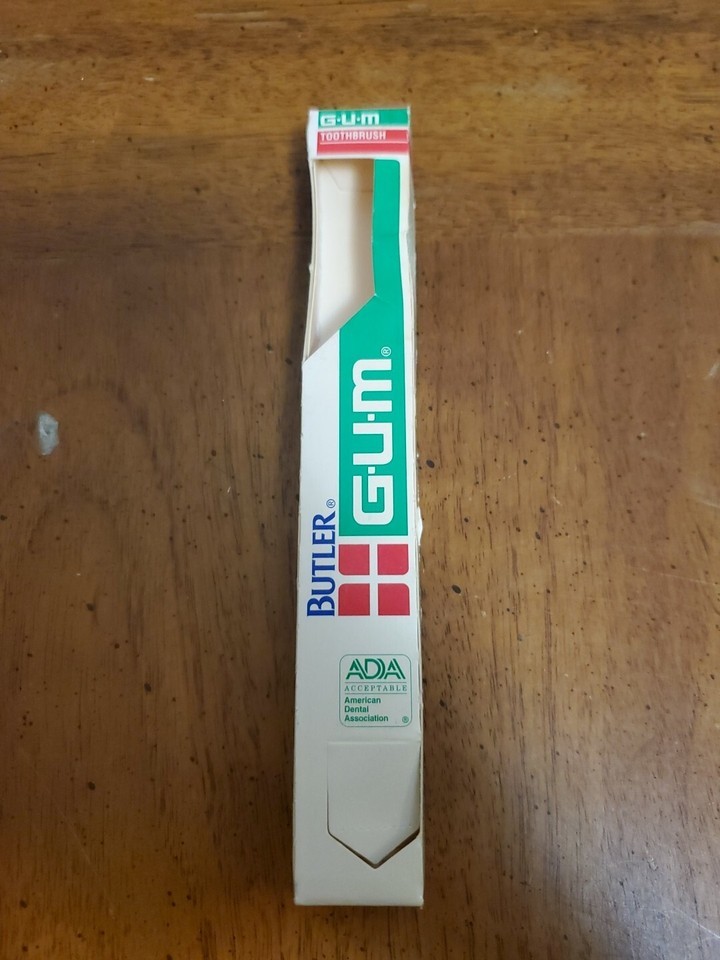 G·U·M
TOOTHBRUSH
G·U·M®
BUTLER®
ADA
ACCEPTABLE
American
Dental
Association ®